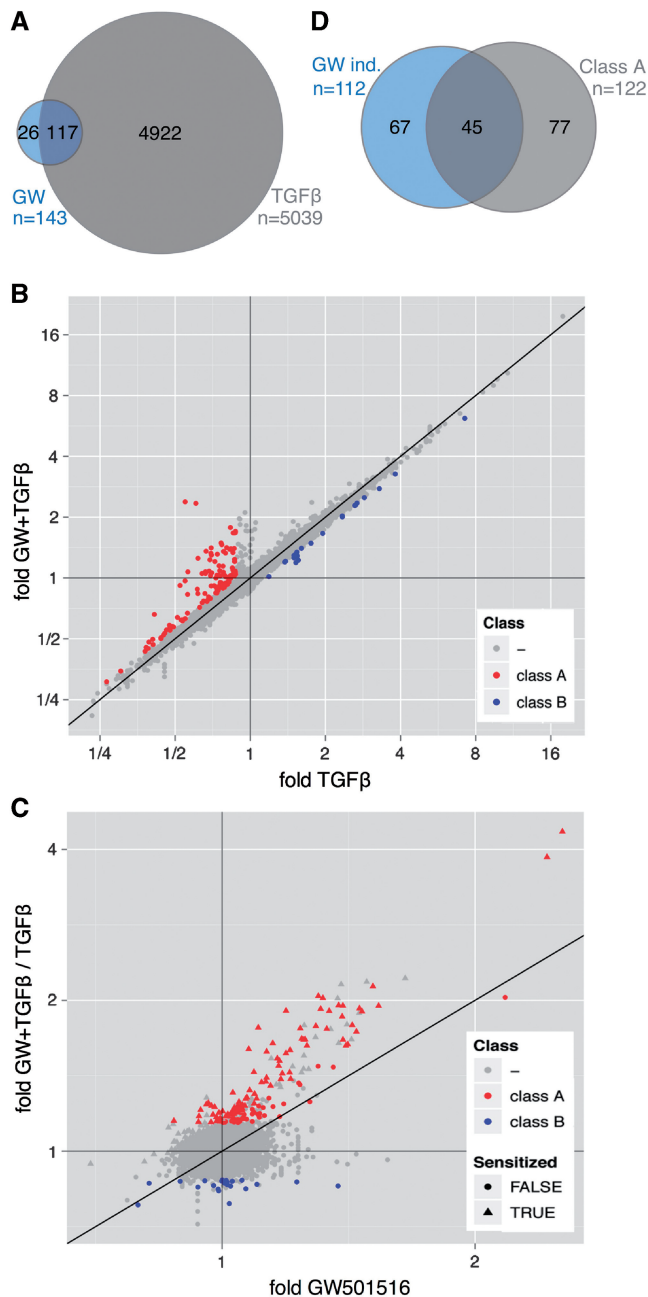 A
26 117 4922
GW
n=143
TGFβ
n=5039
D
GW ind.
n=112
Class A
n=122
67 45 77
B
fold GW+TGFβ
16
8
4
2
1
1/2
1/4
Class
–
class A
class B
1/4 1/2 1 2 4 8 16
fold TGFβ
C
fold GW+TGFβ / TGFβ
4
2
1
Class
–
class A
class B
Sensitized
FALSE
TRUE
1 2
fold GW501516